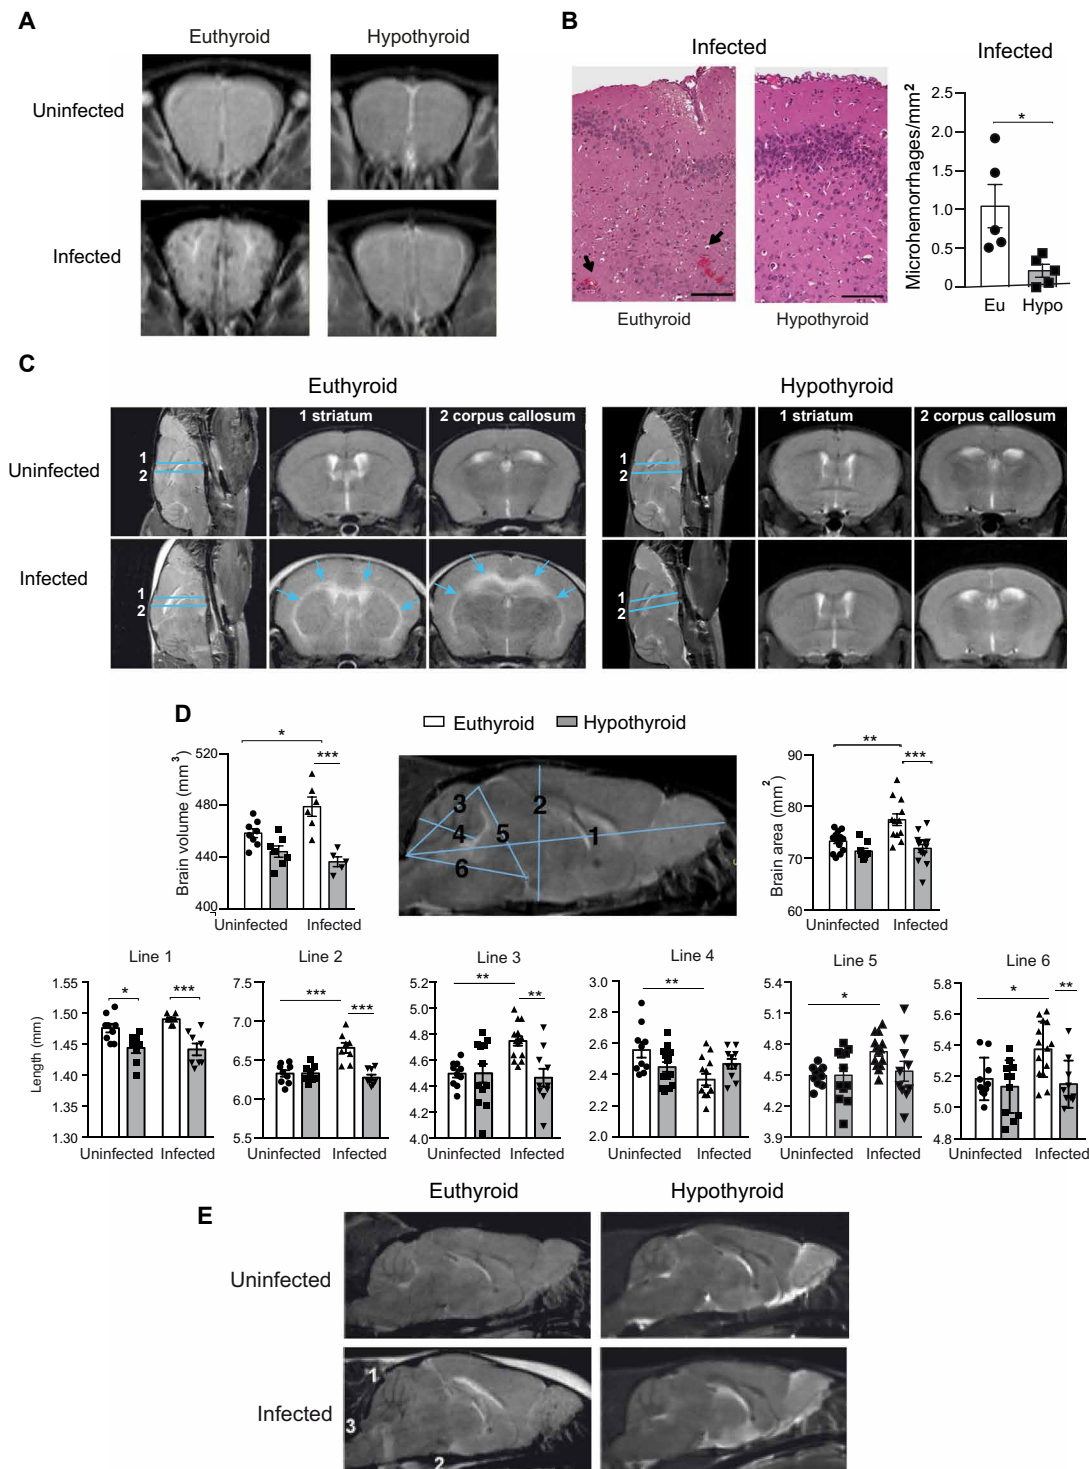 A
Euthyroid
Hypothyroid
Uninfected
Infected
B
Infected
Euthyroid
Hypothyroid
Infected
Microhemorrhages/mm²
2.5
2.0
1.5
1.0
0.5
0
*
Eu
Hypo
C
Euthyroid
Hypothyroid
Uninfected
Infected
1 striatum
2 corpus callosum
1 striatum
2 corpus callosum
1
2
1
2
1
2
1
2
D
Euthyroid
Hypothyroid
Brain volume (mm³)
520
480
440
400
*
***
Uninfected
Infected
3
2
4
5
1
6
Brain area (mm²)
90
80
70
60
**
***
Uninfected
Infected
Line 1
Length (mm)
1.55
1.50
1.45
1.40
1.30
*
***
Uninfected
Infected
Line 2
7.5
7.0
6.5
6.0
5.5
***
***
Uninfected
Infected
Line 3
5.2
5.0
4.8
4.6
4.4
4.2
4.0
**
**
Uninfected
Infected
Line 4
3.0
2.8
2.6
2.4
2.2
2.0
**
Uninfected
Infected
Line 5
5.4
5.1
4.8
4.5
4.2
3.9
*
Uninfected
Infected
Line 6
5.8
5.6
5.4
5.2
5.0
4.8
*
**
Uninfected
Infected
E
Euthyroid
Hypothyroid
Uninfected
Infected
1
3
2